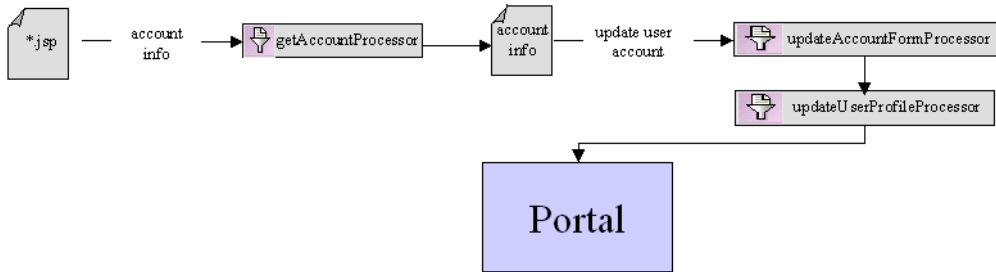 *.jsp
account
info
getAccountProcessor
account
info
update user
account
updateAccountFormProcessor
updateUserProfileProcessor
Portal